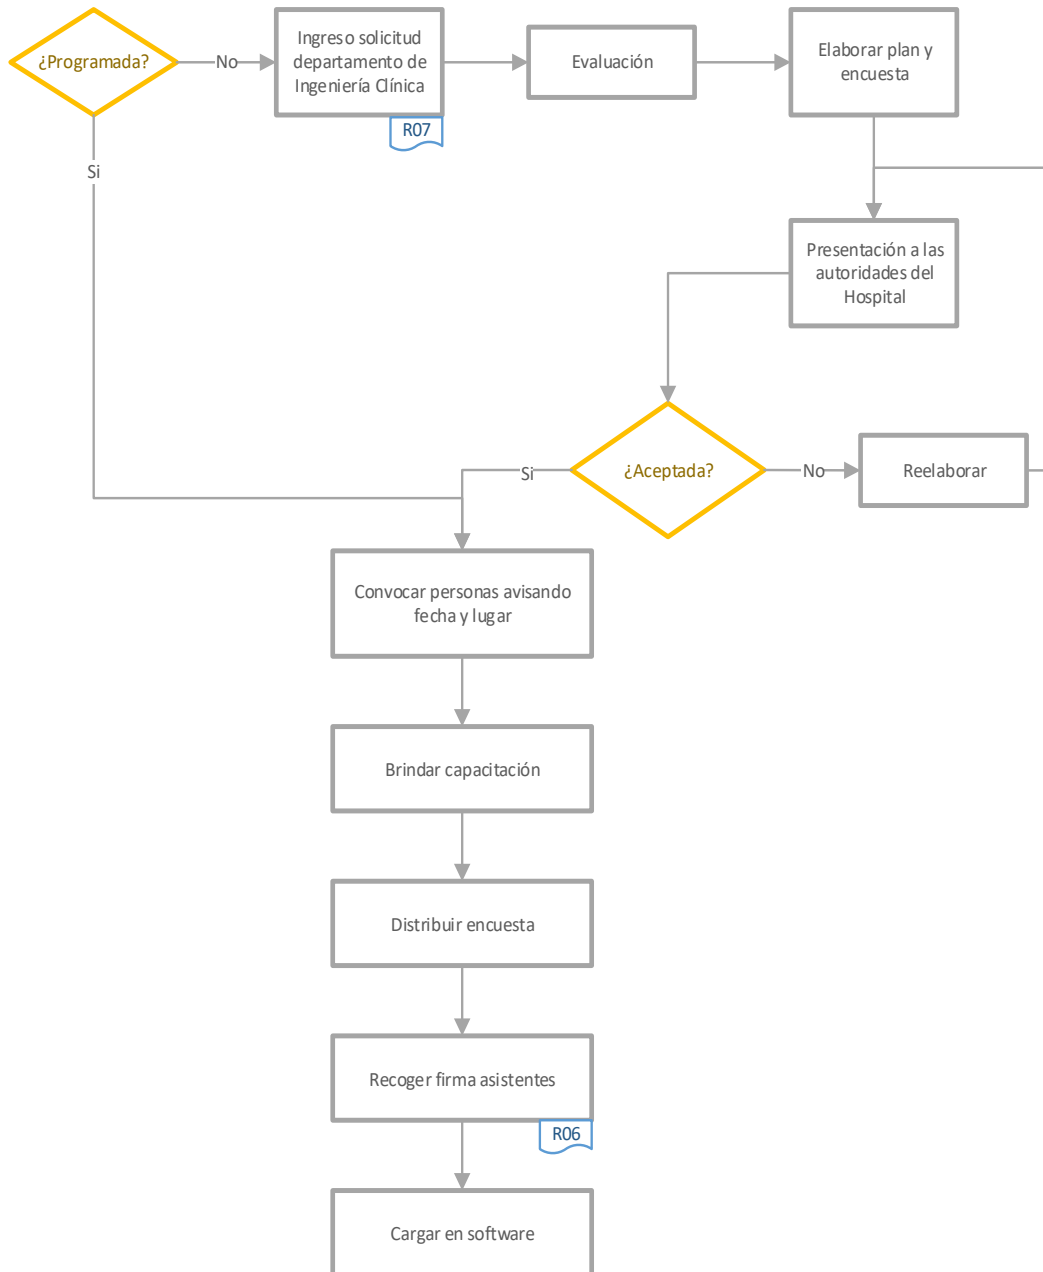 ¿Programada?
No
Ingreso solicitud
departamento de
Ingeniería Clínica
R07
Evaluación
Elaborar plan y
encuesta
Si
Presentación a las
autoridades del
Hospital
¿Aceptada?
Si
No
Reelaborar
Convocar personas avisando
fecha y lugar
Brindar capacitación
Distribuir encuesta
Recoger firma asistentes
R06
Cargar en software